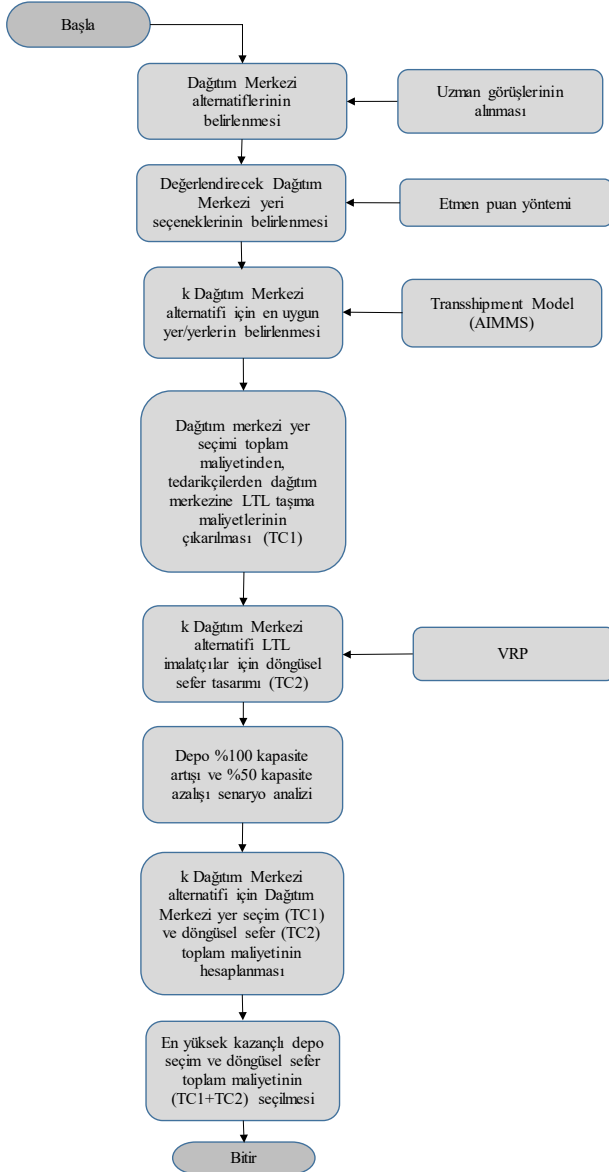 Başla
Dağıtım Merkezi
alternatiflerinin
belirlenmesi
Uzman görüşlerinin
alınması
Değerlendirecek Dağıtım
Merkezi yeri
seçeneklerinin belirlenmesi
Etmen puan yöntemi
k Dağıtım Merkezi
alternatifi için en uygun
yer/yerlerin belirlenmesi
Transshipment Model
(AIMMS)
Dağıtım merkezi yer
seçimi toplam
maliyetinden,
tedarikçilerden dağıtım
merkezine LTL taşıma
maliyetlerinin
çıkarılması (TC1)
k Dağıtım Merkezi
alternatifi LTL
imalatçılar için döngüsel
sefer tasarımı (TC2)
VRP
Depo %100 kapasite
artışı ve %50 kapasite
azalışı senaryo analizi
k Dağıtım Merkezi
alternatifi için Dağıtım
Merkezi yer seçim (TC1)
ve döngüsel sefer (TC2)
toplam maliyetinin
hesaplanması
En yüksek kazançlı depo
seçim ve döngüsel sefer
toplam maliyetinin
(TC1+TC2) seçilmesi
Bitir